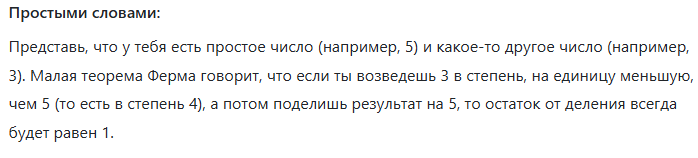 Простыми словами:
Представь, что у тебя есть простое число (например, 5) и какое-то другое число (например,
3). Малая теорема Ферма говорит, что если ты возведешь 3 в степень, на единицу меньшую,
чем 5 (то есть в степень 4), а потом поделишь результат на 5, то остаток от деления всегда
будет равен 1.